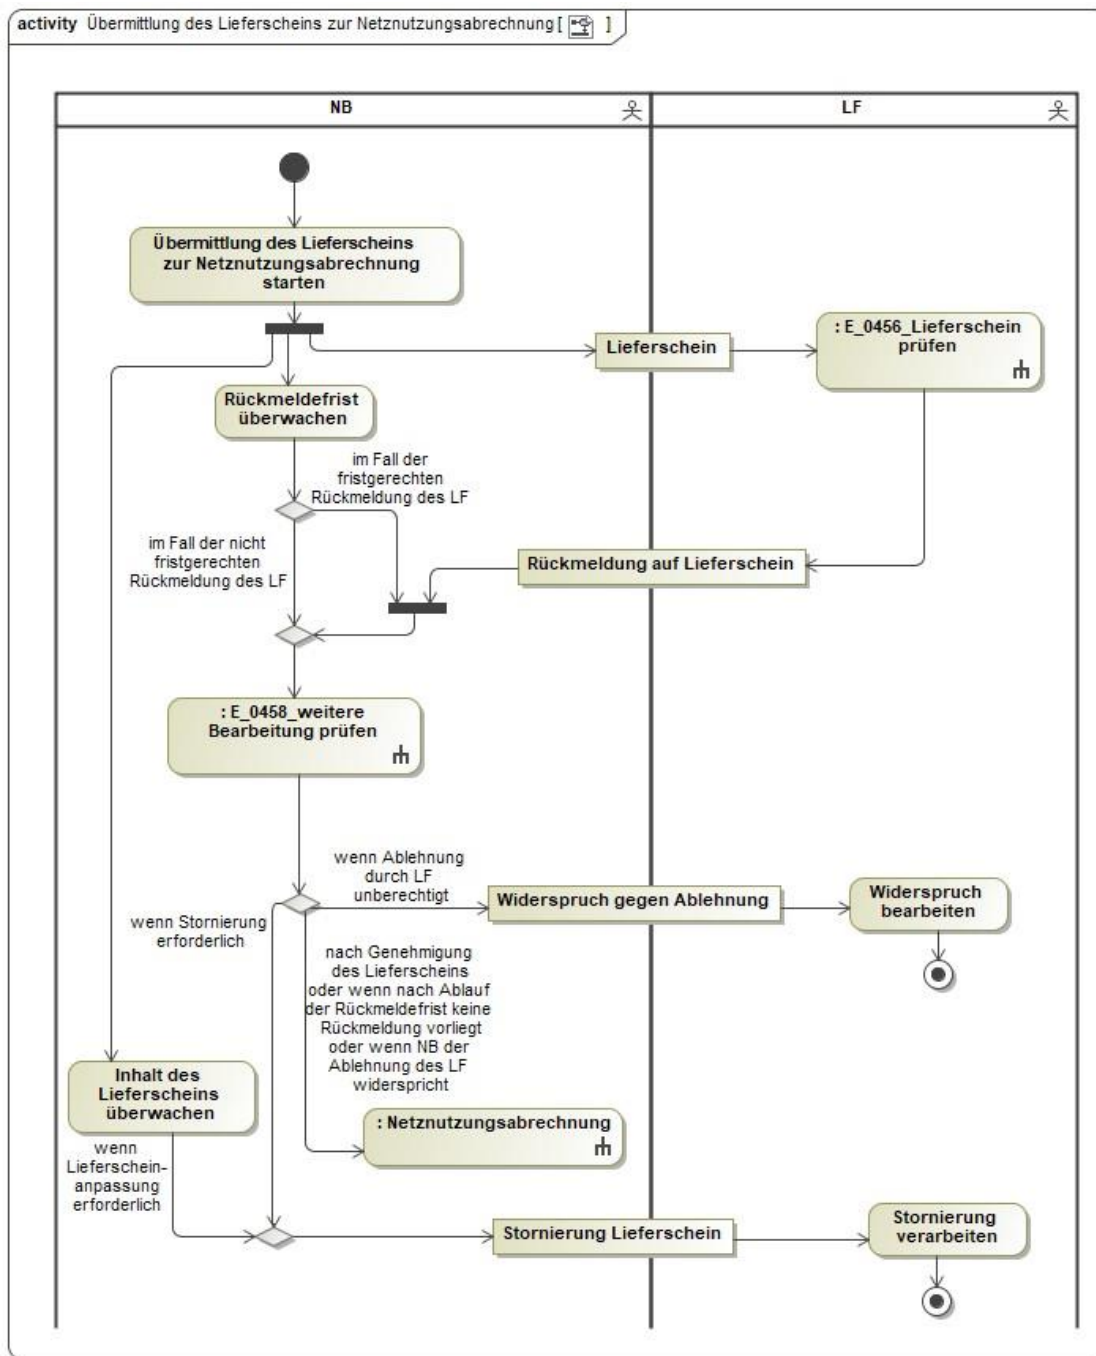 activity Übermittlung des Lieferscheins zur Netznutzungsabrechnung [ ]
NB
LF
Übermittlung des Lieferscheins
zur Netznutzungsabrechnung
starten
Lieferschein
: E_0456_Lieferschein
prüfen
Rückmeldefrist
überwachen
im Fall der
fristgerechten
Rückmeldung des LF
im Fall der nicht
fristgerechten
Rückmeldung des LF
Rückmeldung auf Lieferschein
: E_0458_weitere
Bearbeitung prüfen
wenn Ablehnung
durch LF
unberechtigt
Widerspruch gegen Ablehnung
Widerspruch
bearbeiten
wenn Stornierung
erforderlich
nach Genehmigung
des Lieferscheins
oder wenn nach Ablauf
der Rückmeldefrist keine
Rückmeldung vorliegt
oder wenn NB der
Ablehnung des LF
widerspricht
Inhalt des
Lieferscheins
überwachen
: Netznutzungsabrechnung
wenn
Lieferschein-
anpassung
erforderlich
Stornierung Lieferschein
Stornierung
verarbeiten